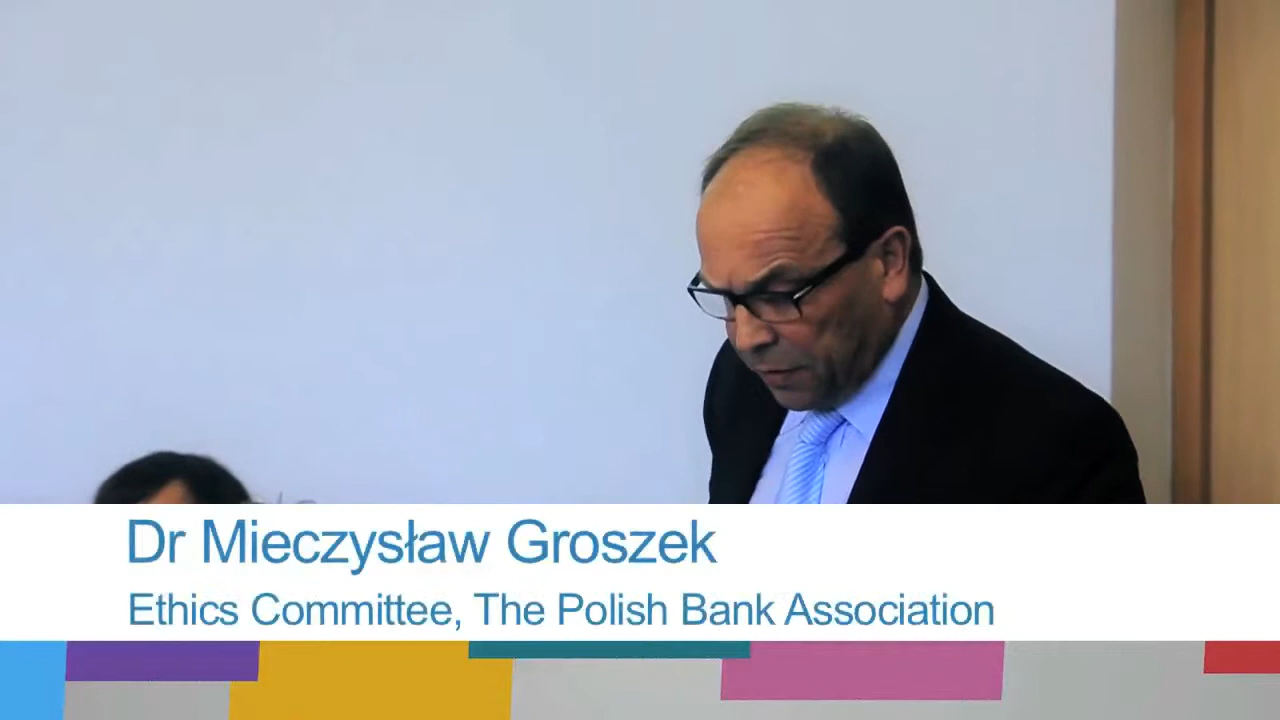 Dr Mieczysław Groszek
Ethics Committee, The Polish Bank Association